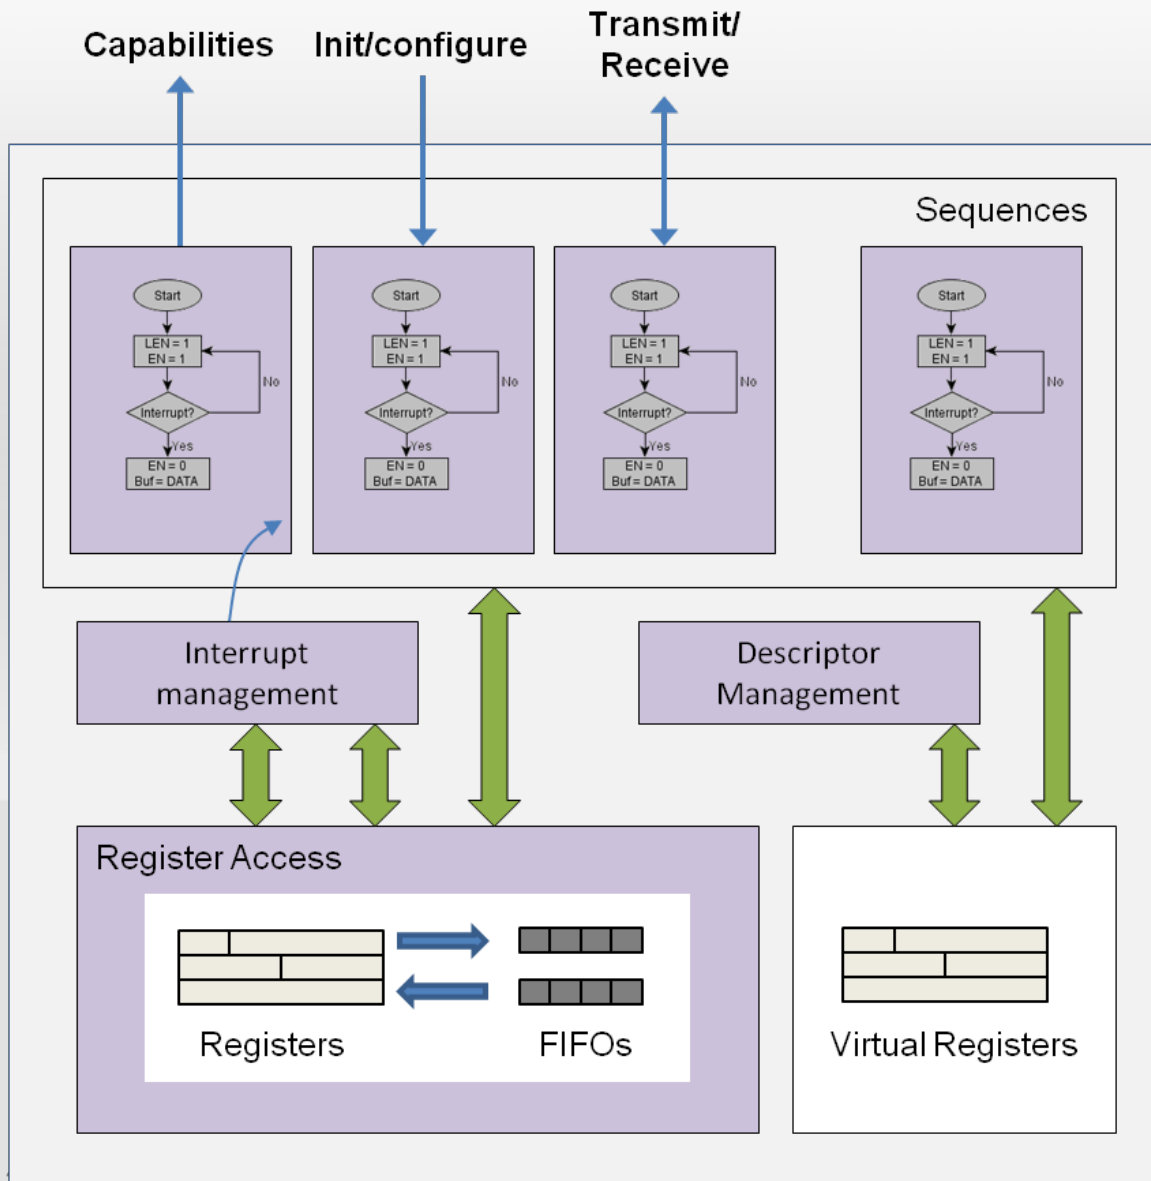 Capabilities
Init/configure
Transmit/
Receive
Sequences
Start
LEN = 1
EN = 1
No
Interrupt?
Yes
EN = 0
Buf = DATA
Start
LEN = 1
EN = 1
No
Interrupt?
Yes
EN = 0
Buf = DATA
Start
LEN = 1
EN = 1
No
Interrupt?
Yes
EN = 0
Buf = DATA
Start
LEN = 1
EN = 1
No
Interrupt?
Yes
EN = 0
Buf = DATA
Interrupt
management
Descriptor
Management
Register Access
Registers
FIFOs
Virtual Registers